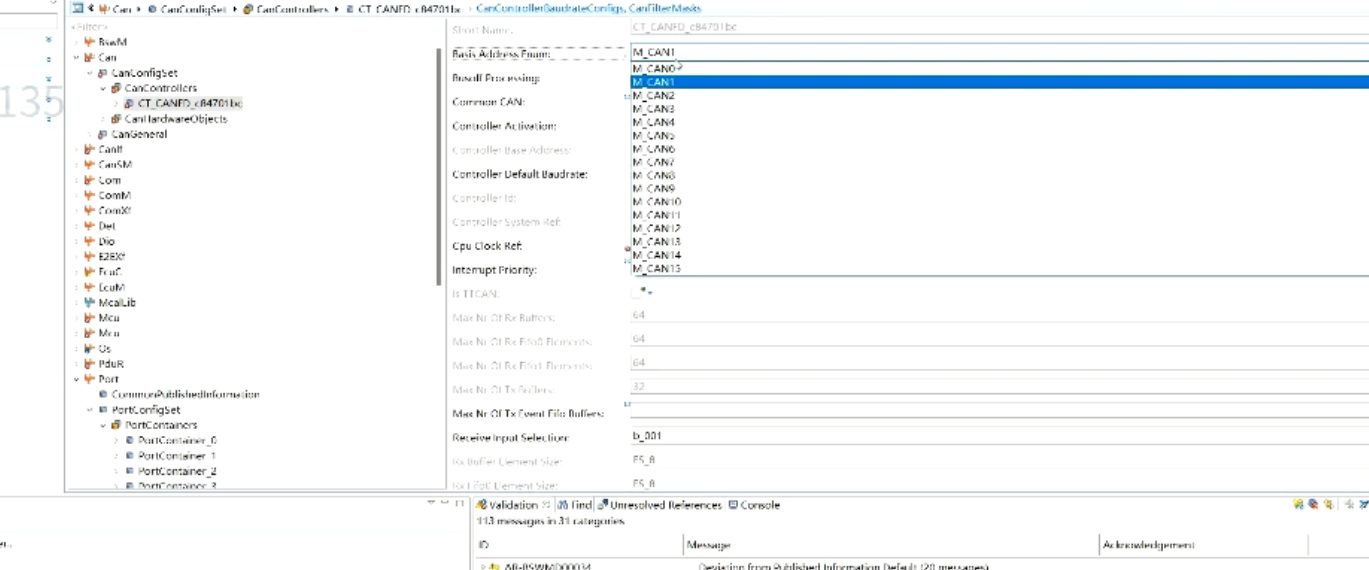 Can ▸ CanConfigSet ▸ CanControllers ▸ CT_CANFD_c84701bc ▸ CanControllerBaudrateConfigs, CanFilterMasks
<Filter>
BswM
Can
CanConfigSet
CanControllers
CT_CANFD_c84701bc
CanHardwareObjects
CanGeneral
CanIf
CanSM
Com
ComM
ComXf
Det
Dio
E2EXf
EcuC
EcuM
McalLib
Mcu
Mcu
Os
PduR
Port
CommonPublishedInformation
PortConfigSet
PortContainers
PortContainer_0
PortContainer_1
PortContainer_2
PortContainer_3
135
Short Name: CT_CANFD_c84701bc
Basis Address Enum: M_CAN1
M_CAN0
M_CAN1
M_CAN2
M_CAN3
M_CAN4
M_CAN5
M_CAN6
M_CAN7
M_CAN8
M_CAN9
M_CAN10
M_CAN11
M_CAN12
M_CAN13
M_CAN14
M_CAN15
Busoff Processing:
Common CAN:
Controller Activation:
Controller Base Address:
Controller Default Baudrate:
Controller Id:
Controller System Ref:
Cpu Clock Ref:
Interrupt Priority:
Is TTCAN:
Max Nr Of Rx Buffers: 64
Max Nr Of Rx Fifo0 Elements: 64
Max Nr Of Rx Fifo1 Elements: 64
Max Nr Of Tx Buffers: 32
Max Nr Of Tx Event Fifo Buffers:
Receive Input Selection: b_001
Rx Buffer Element Size: ES_8
Rx Fifo0 Element Size: ES_8
Validation Find Unresolved References Console
113 messages in 31 categories
ID Message Acknowledgement
AR-BSWMD00034 Deviation from Published Information Default (20 messages)